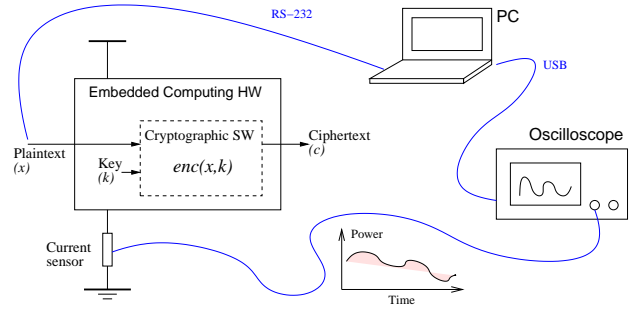 RS−232
PC
USB
Embedded Computing HW
Cryptographic SW
Plaintext
(x)
Key
(k)
enc(x,k)
Ciphertext
(c)
Oscilloscope
Current
sensor
Power
Time